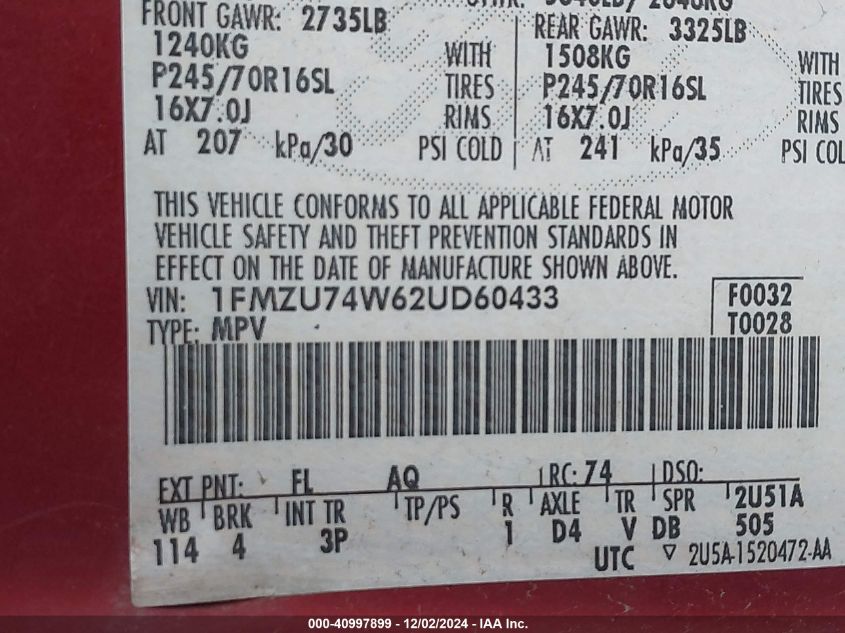 FRONT GAWR: 2735LB REAR GAWR: 3325LB
1240KG WITH 1508KG WITH
P245/70R16SL TIRES P245/70R16SL TIRES
16X7.0J RIMS 16X7.0J RIMS
AT 207 kPa/30 PSI COLD AT 241 kPa/35 PSI COL
THIS VEHICLE CONFORMS TO ALL APPLICABLE FEDERAL MOTOR
VEHICLE SAFETY AND THEFT PREVENTION STANDARDS IN
EFFECT ON THE DATE OF MANUFACTURE SHOWN ABOVE.
VIN: 1FMZU74W62UD60433 F0032
TYPE: MPV T0028
EXT PNT: FL AQ RC: 74 DSO:
WB BRK INT TR TP/PS R AXLE TR SPR 2U51A
114 4 3P 1 D4 V DB 505
UTC ▽ 2U5A-1520472-AA
000-40997899 - 12/02/2024 - IAA Inc.